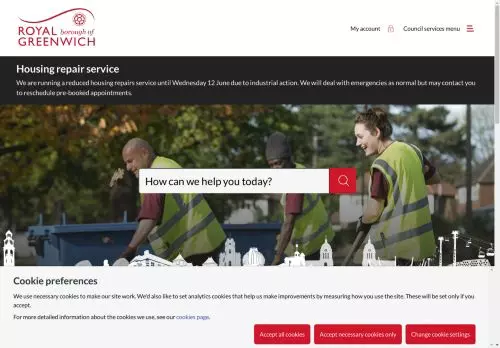 ROYAL borough of
GREENWICH
My account
Council services menu
Housing repair service
We are running a reduced housing repairs service until Wednesday 12 June due to industrial action. We will deal with emergencies as normal but may contact you
to reschedule pre-booked appointments.
How can we help you today?
Cookie preferences
We use necessary cookies to make our site work. We'd also like to set analytics cookies that help us make improvements by measuring how you use the site. These will be set only if you
accept.
For more detailed information about the cookies we use, see our cookies page.
Accept all cookies
Accept necessary cookies only
Change cookie settings